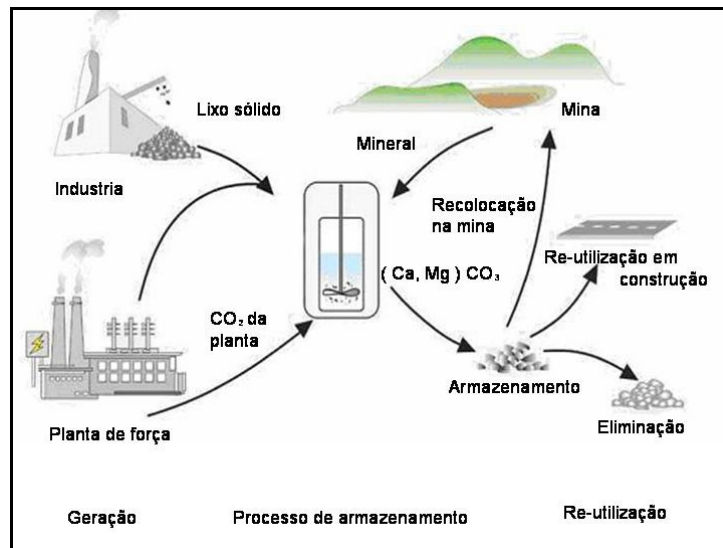 Lixo sólido
Industria
Mineral
Mina
Recolocação
na mina
Re-utilização em
construção
( Ca, Mg ) CO₃
CO₂ da
planta
Armazenamento
Planta de força
Eliminação
Geração
Processo de armazenamento
Re-utilização